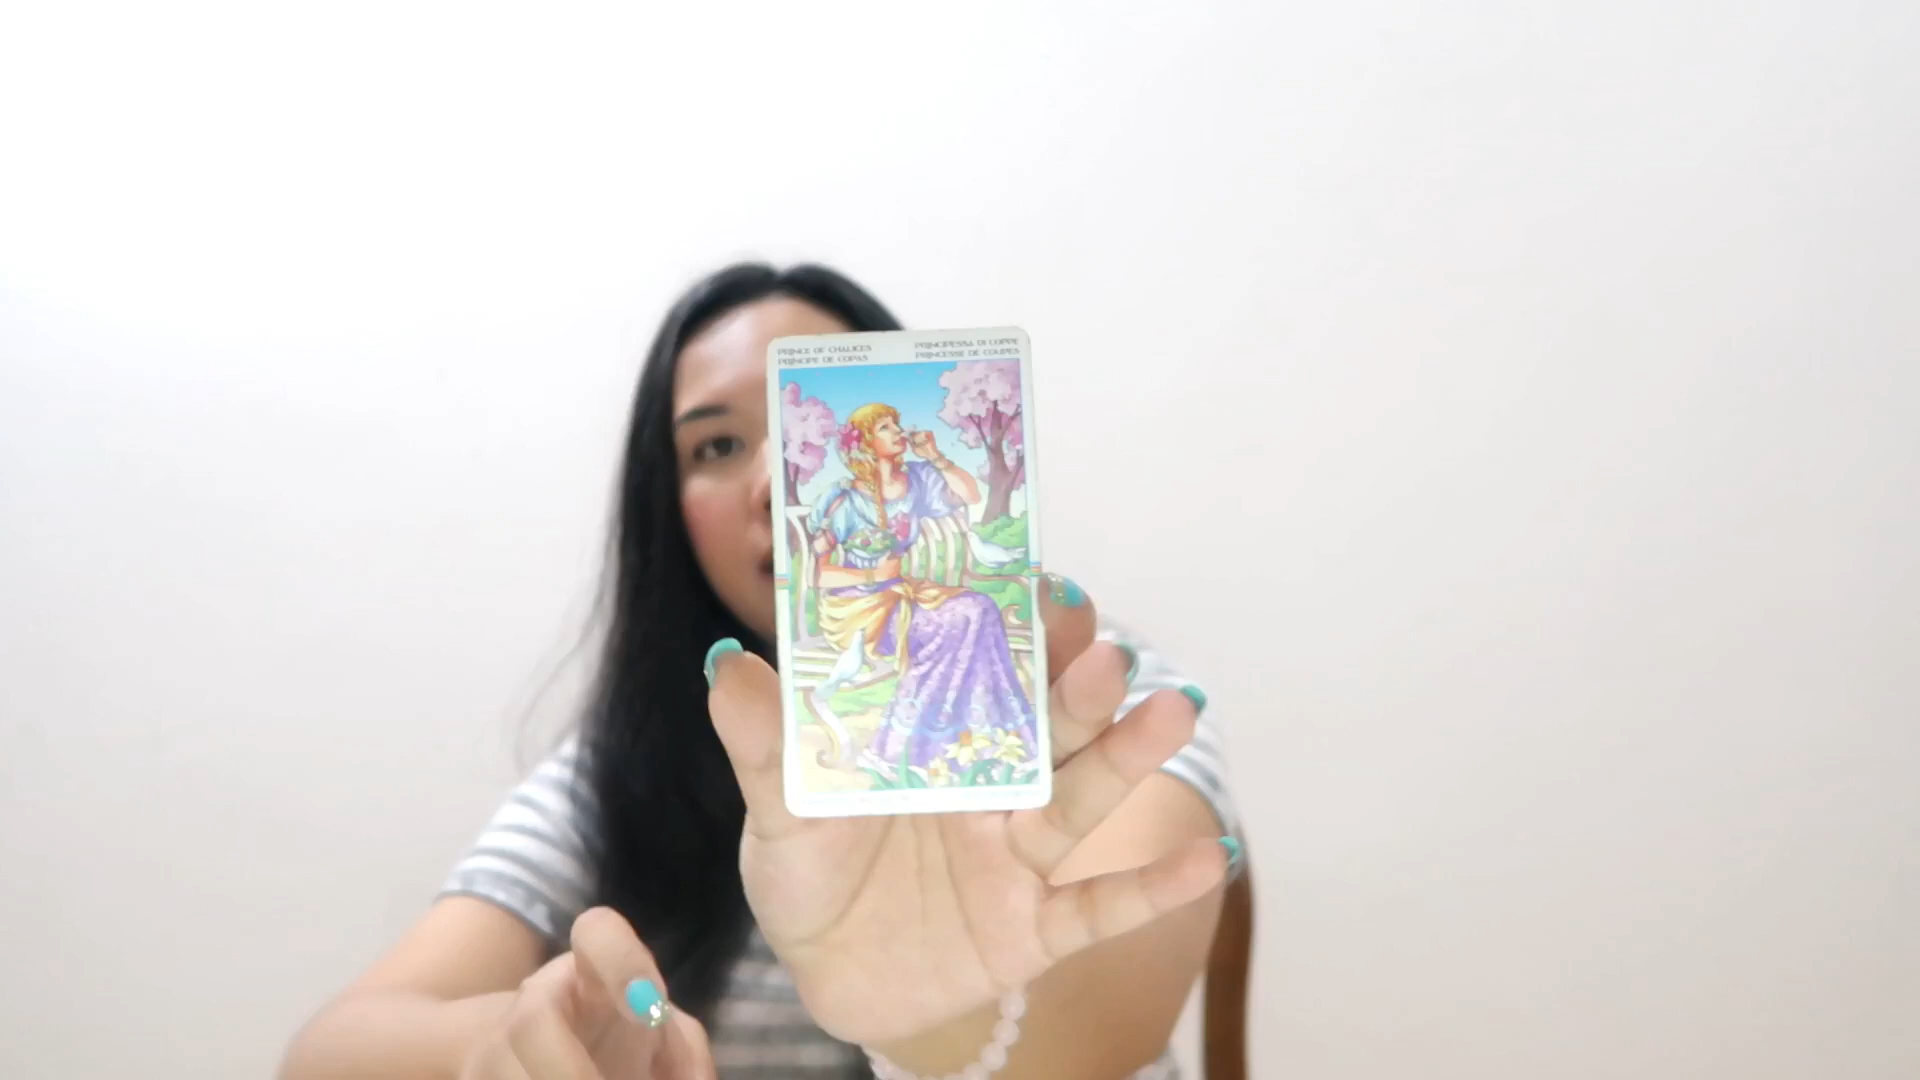 PRINCE OF CHALICES
PRINCIPE DE COPAS
PRINCIPESSA DI COPPE
PRINCESSE DE COUPES